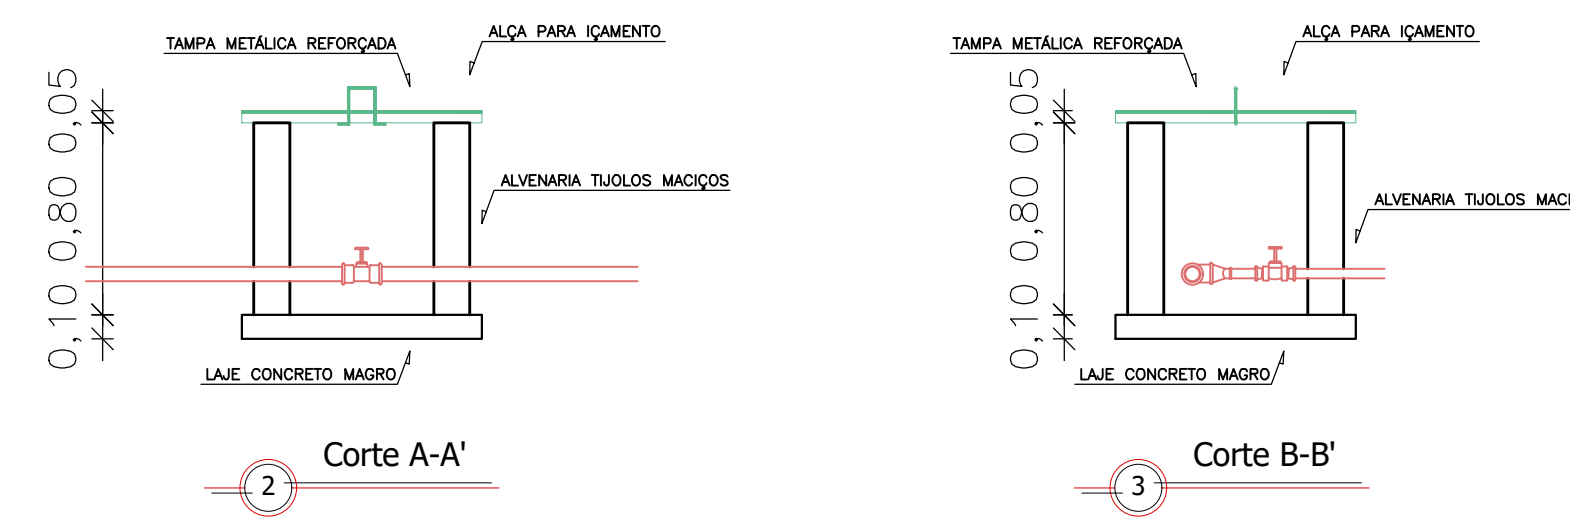 ALÇA PARA IÇAMENTO
TAMPA METÁLICA REFORÇADA
0,10 0,80 0,05
ALVENARIA TIJOLOS MACIÇOS
LAJE CONCRETO MAGRO
Corte A-A'
2
ALÇA PARA IÇAMENTO
TAMPA METÁLICA REFORÇADA
0,10 0,80 0,05
ALVENARIA TIJOLOS MACI
LAJE CONCRETO MAGRO
Corte B-B'
3